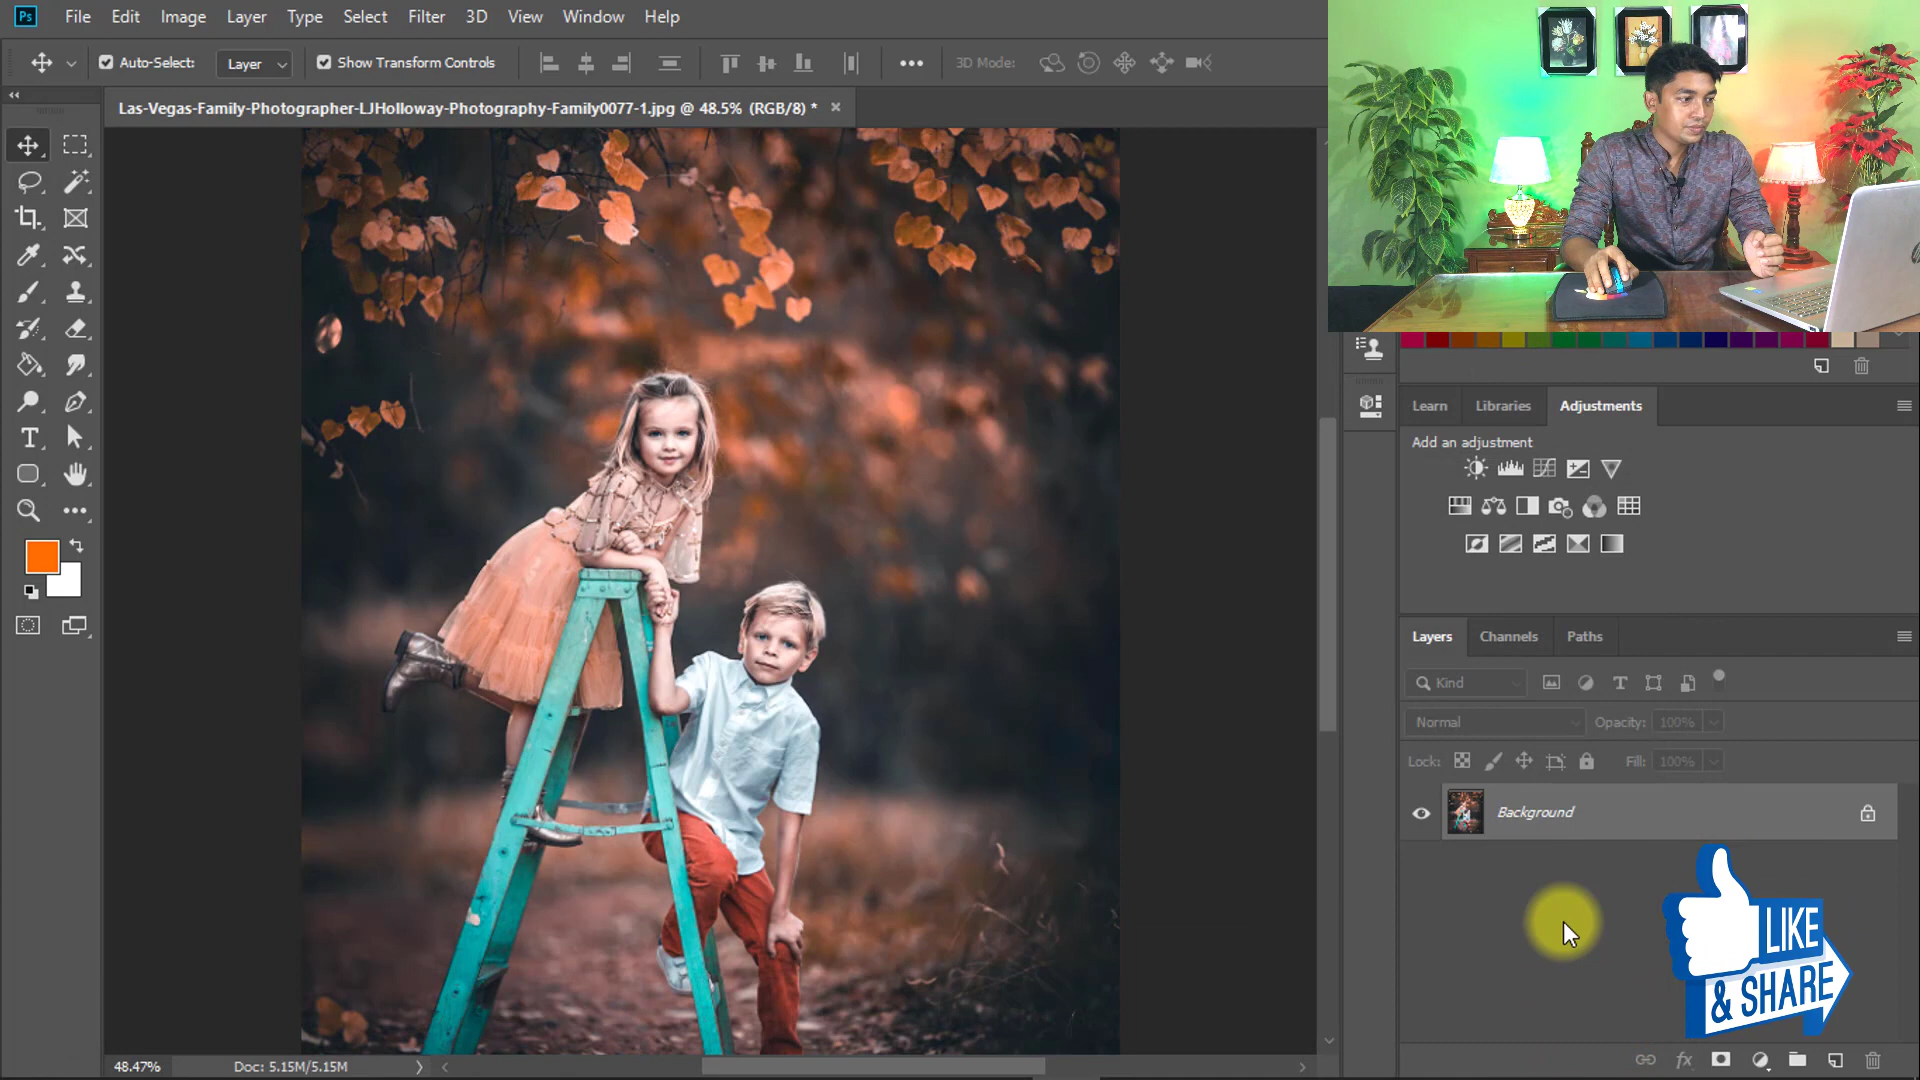 Ps File Edit Image Layer Type Select Filter 3D View Window Help
Auto-Select: Layer Show Transform Controls 3D Mode:
Las-Vegas-Family-Photographer-LJHolloway-Photography-Family0077-1.jpg @ 48.5% (RGB/8) *
Learn Libraries Adjustments
Add an adjustment
Layers Channels Paths
Kind
Normal Opacity: 100%
Lock: Fill: 100%
Background
LIKE
& SHARE
fx
48.47% Doc: 5.15M/5.15M